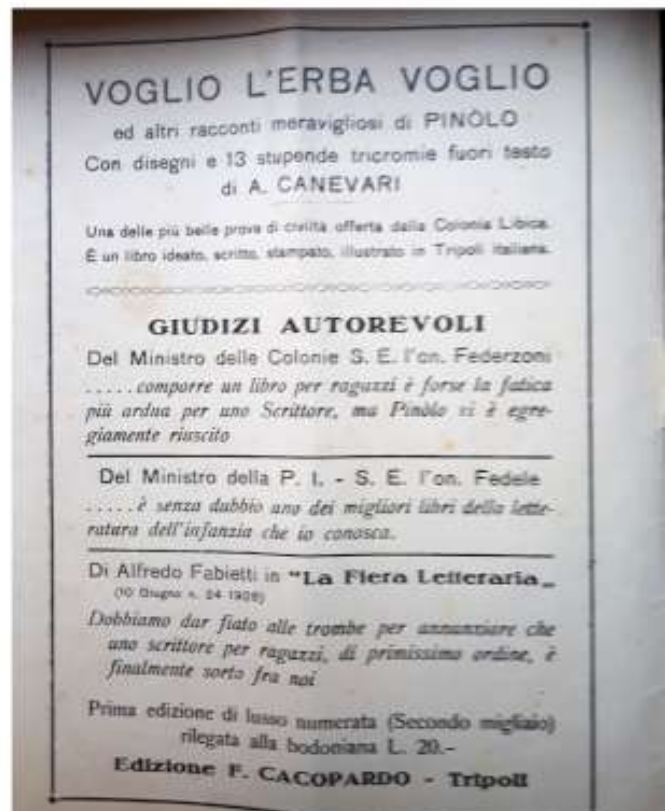 VOGLIO L'ERBA VOGLIO
ed altri racconti meravigliosi di PINÒLO
Con disegni e 13 stupende tricromie fuori testo
di A. CANEVARI
Una delle più belle prove di civiltà offerta dalla Colonia Libica.
È un libro ideato, scritto, stampato, illustrato in Tripoli italiana.
GIUDIZI AUTOREVOLI
Del Ministro delle Colonie S. E. l'on. Federzoni
.....comporre un libro per ragazzi è forse la fatica
più ardua per uno Scrittore, ma Pinòlo vi è egre-
giamente riuscito
Del Ministro della P. I. - S. E. l'on. Fedele
.....è senza dubbio uno dei migliori libri della lette-
ratura dell'infanzia che io conosca.
Di Alfredo Fabietti in "La Fiera Letteraria„
(10 Giugno n. 24 1928)
Dobbiamo dar fiato alle trombe per annunziare che
uno scrittore per ragazzi, di primissimo ordine, è
finalmente sorto fra noi
Prima edizione di lusso numerata (Secondo migliaio)
rilegata alla bodoniana L. 20.-
Edizione F. CACOPARDO - Tripoli